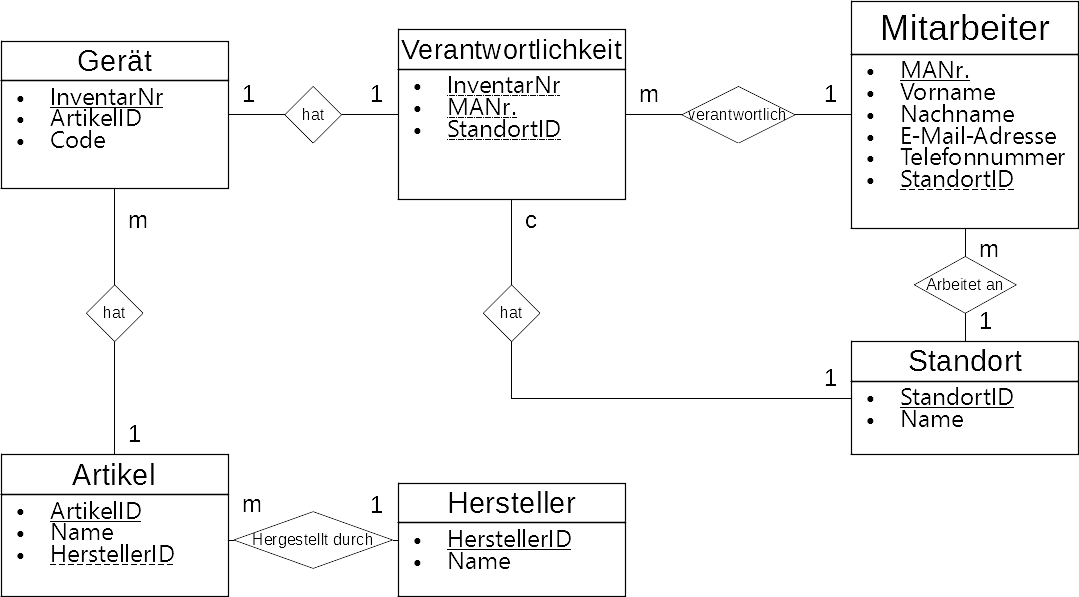 Gerät
• InventarNr
• ArtikelID
• Code
1
hat
1
Verantwortlichkeit
• InventarNr
• MANr.
• StandortID
m
verantwortlich
1
Mitarbeiter
• MANr.
• Vorname
• Nachname
• E-Mail-Adresse
• Telefonnummer
• StandortID
m
hat
1
c
hat
1
m
Arbeitet an
1
Standort
• StandortID
• Name
Artikel
• ArtikelID
• Name
• HerstellerID
m
Hergestellt durch
1
Hersteller
• HerstellerID
• Name